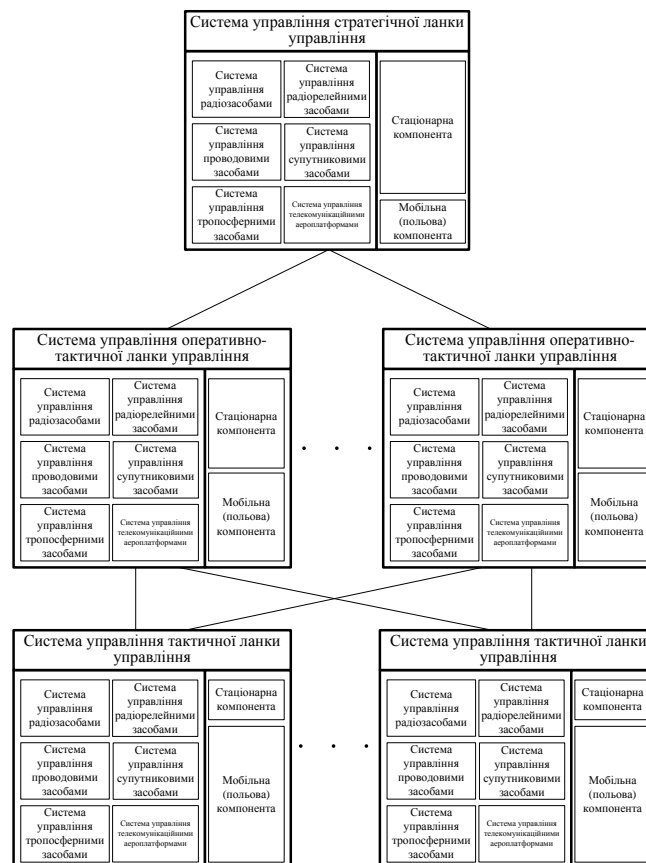 Система управління стратегічної ланки
управління
Система
управління
радіозасобами
Система
управління
радіорелейними
засобами
Стаціонарна
компонента
Система
управління
проводовими
засобами
Система
управління
супутниковими
засобами
Система
управління
тропосферними
засобами
Система управління
телекомунікаційними
аероплатформами
Мобільна
(польова)
компонента
Система управління оперативно-
тактичної ланки управління
Система
управління
радіозасобами
Система
управління
радіорелейними
засобами
Стаціонарна
компонента
Система
управління
проводовими
засобами
Система
управління
супутниковими
засобами
Мобільна
(польова)
компонента
Система
управління
тропосферними
засобами
Система управління
телекомунікаційними
аероплатформами
. . .
Система управління оперативно-
тактичної ланки управління
Система
управління
радіозасобами
Система
управління
радіорелейними
засобами
Стаціонарна
компонента
Система
управління
проводовими
засобами
Система
управління
супутниковими
засобами
Мобільна
(польова)
компонента
Система
управління
тропосферними
засобами
Система управління
телекомунікаційними
аероплатформами
Система управління тактичної ланки
управління
Система
управління
радіозасобами
Система
управління
радіорелейними
засобами
Стаціонарна
компонента
Система
управління
проводовими
засобами
Система
управління
супутниковими
засобами
Мобільна
(польова)
компонента
Система
управління
тропосферними
засобами
Система управління
телекомунікаційними
аероплатформами
. . .
Система управління тактичної ланки
управління
Система
управління
радіозасобами
Система
управління
радіорелейними
засобами
Стаціонарна
компонента
Система
управління
проводовими
засобами
Система
управління
супутниковими
засобами
Мобільна
(польова)
компонента
Система
управління
тропосферними
засобами
Система управління
телекомунікаційними
аероплатформами